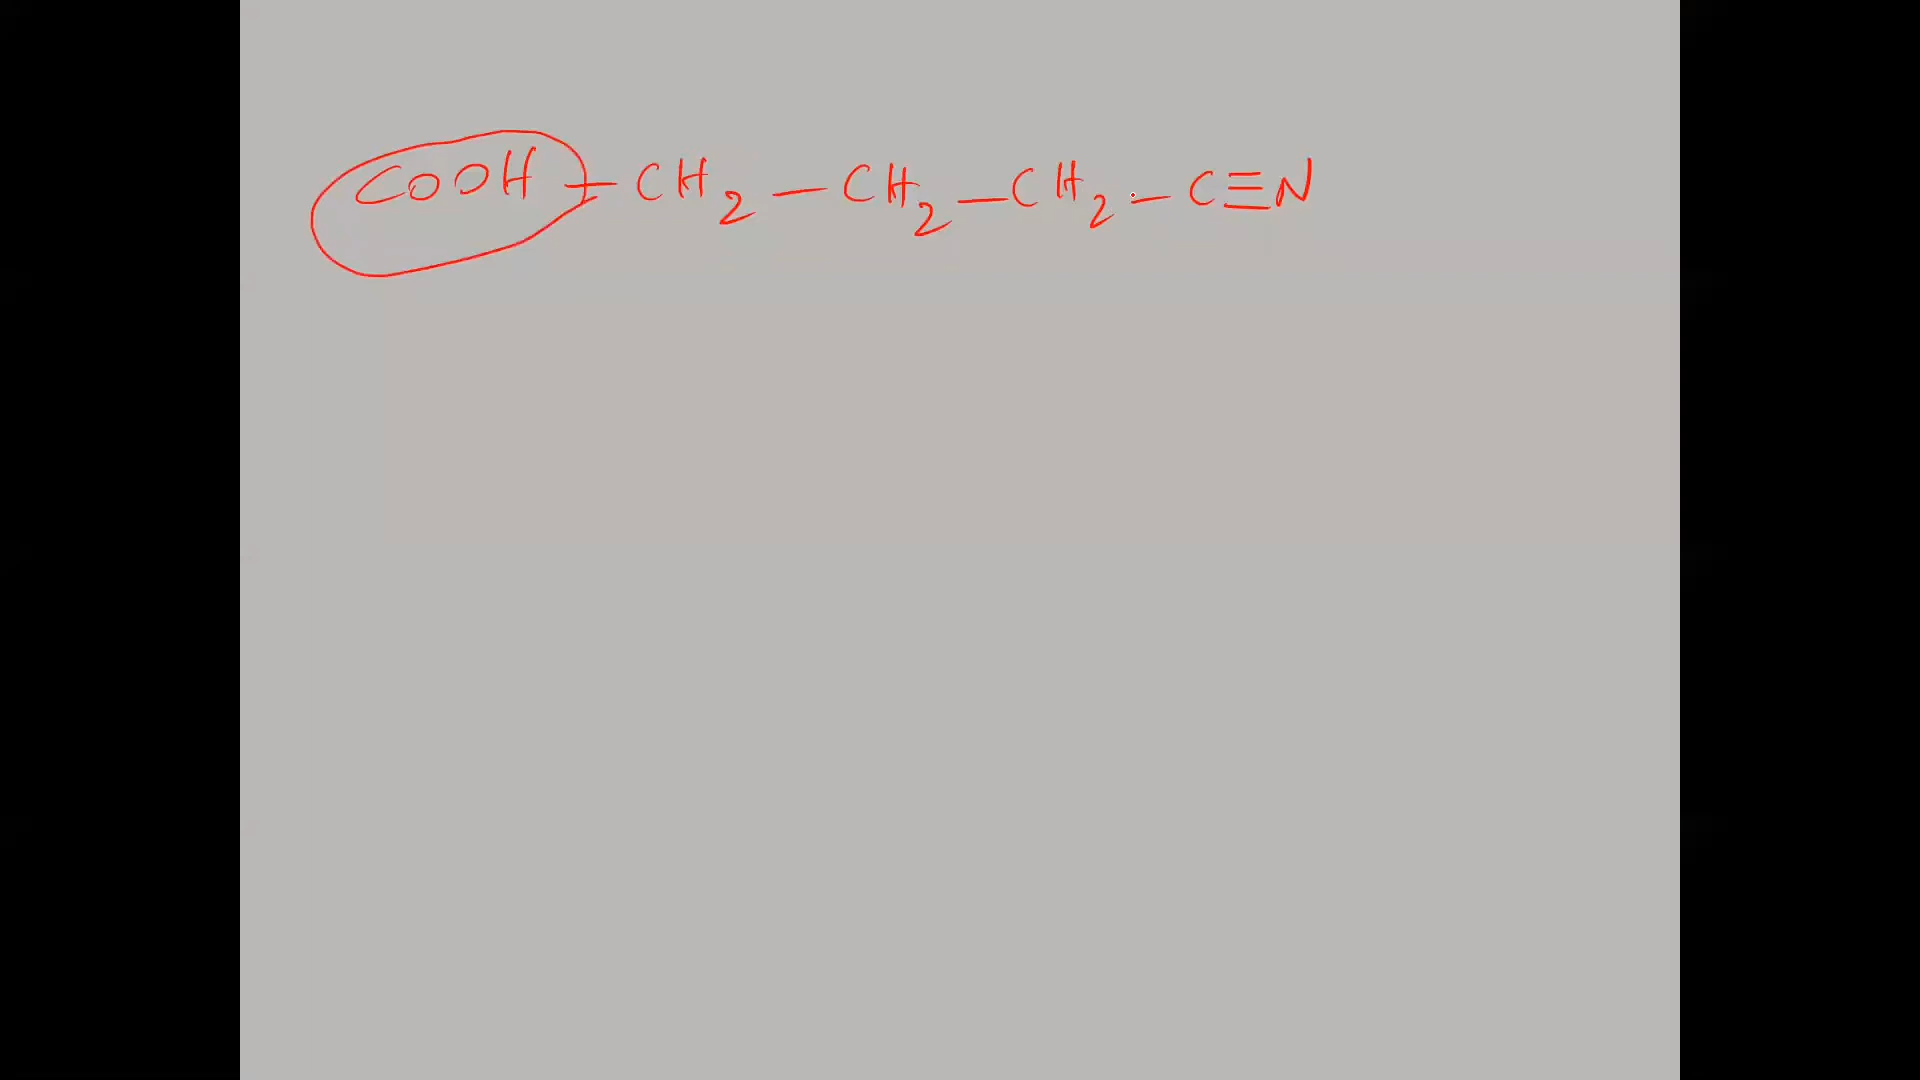 COOH - CH2 - CH2 - CH2 - C≡N